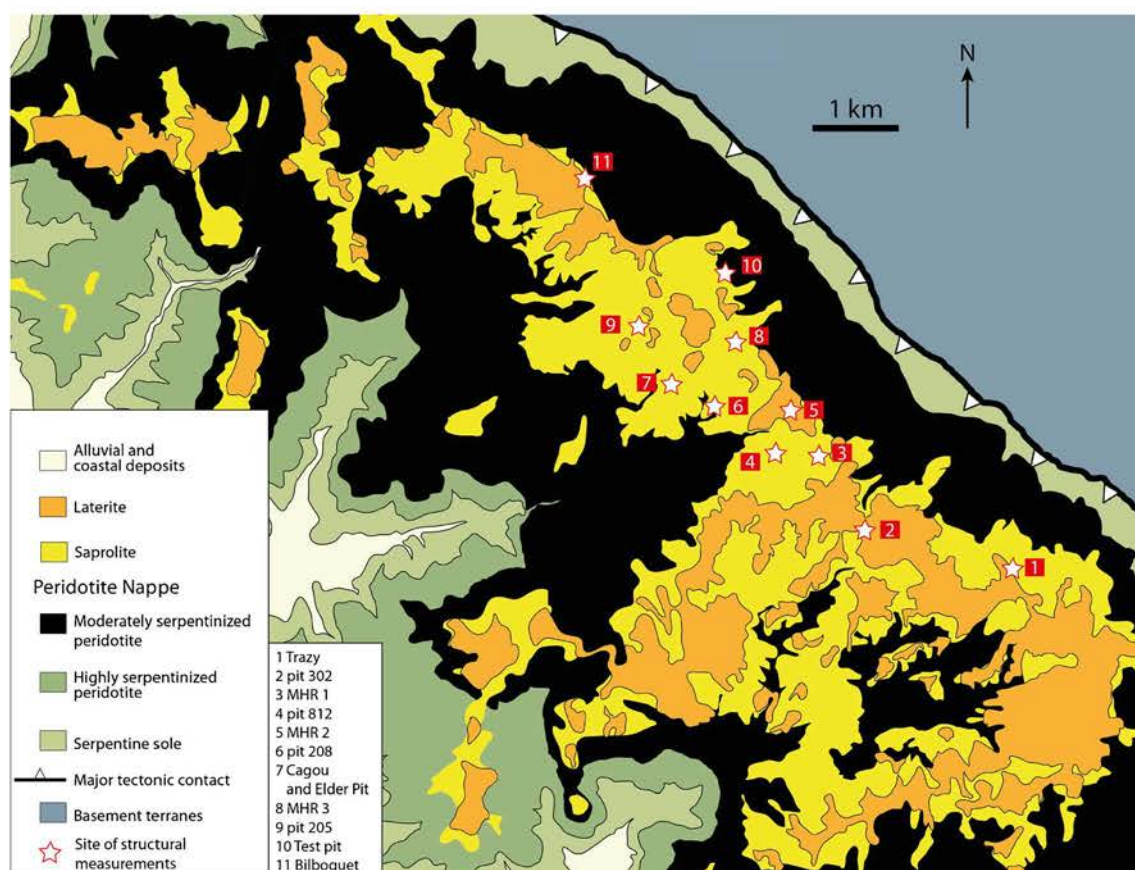 N
1 km
11
10
9
8
7
6
5
4
3
2
1
Alluvial and
coastal deposits
Laterite
Saprolite
Peridotite Nappe
Moderately serpentinized
peridotite
Highly serpentinized
peridotite
Serpentine sole
Major tectonic contact
Basement terranes
Site of structural
measurements
1 Trazy
2 pit 302
3 MHR 1
4 pit 812
5 MHR 2
6 pit 208
7 Cagou
and Elder Pit
8 MHR 3
9 pit 205
10 Test pit
11 Bilboquet